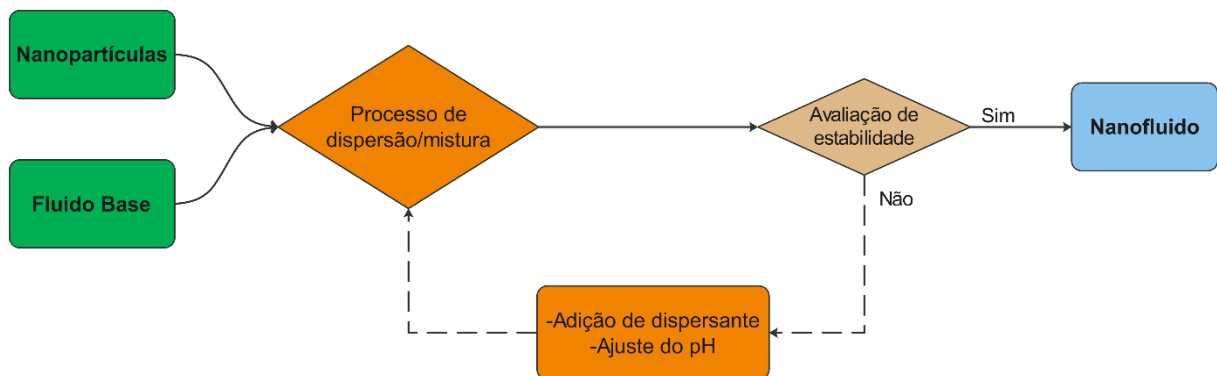 Nanopartículas
Fluido Base
Processo de
dispersão/mistura
Avaliação de
estabilidade
Sim
Nanofluido
Não
-Adição de dispersante
-Ajuste do pH